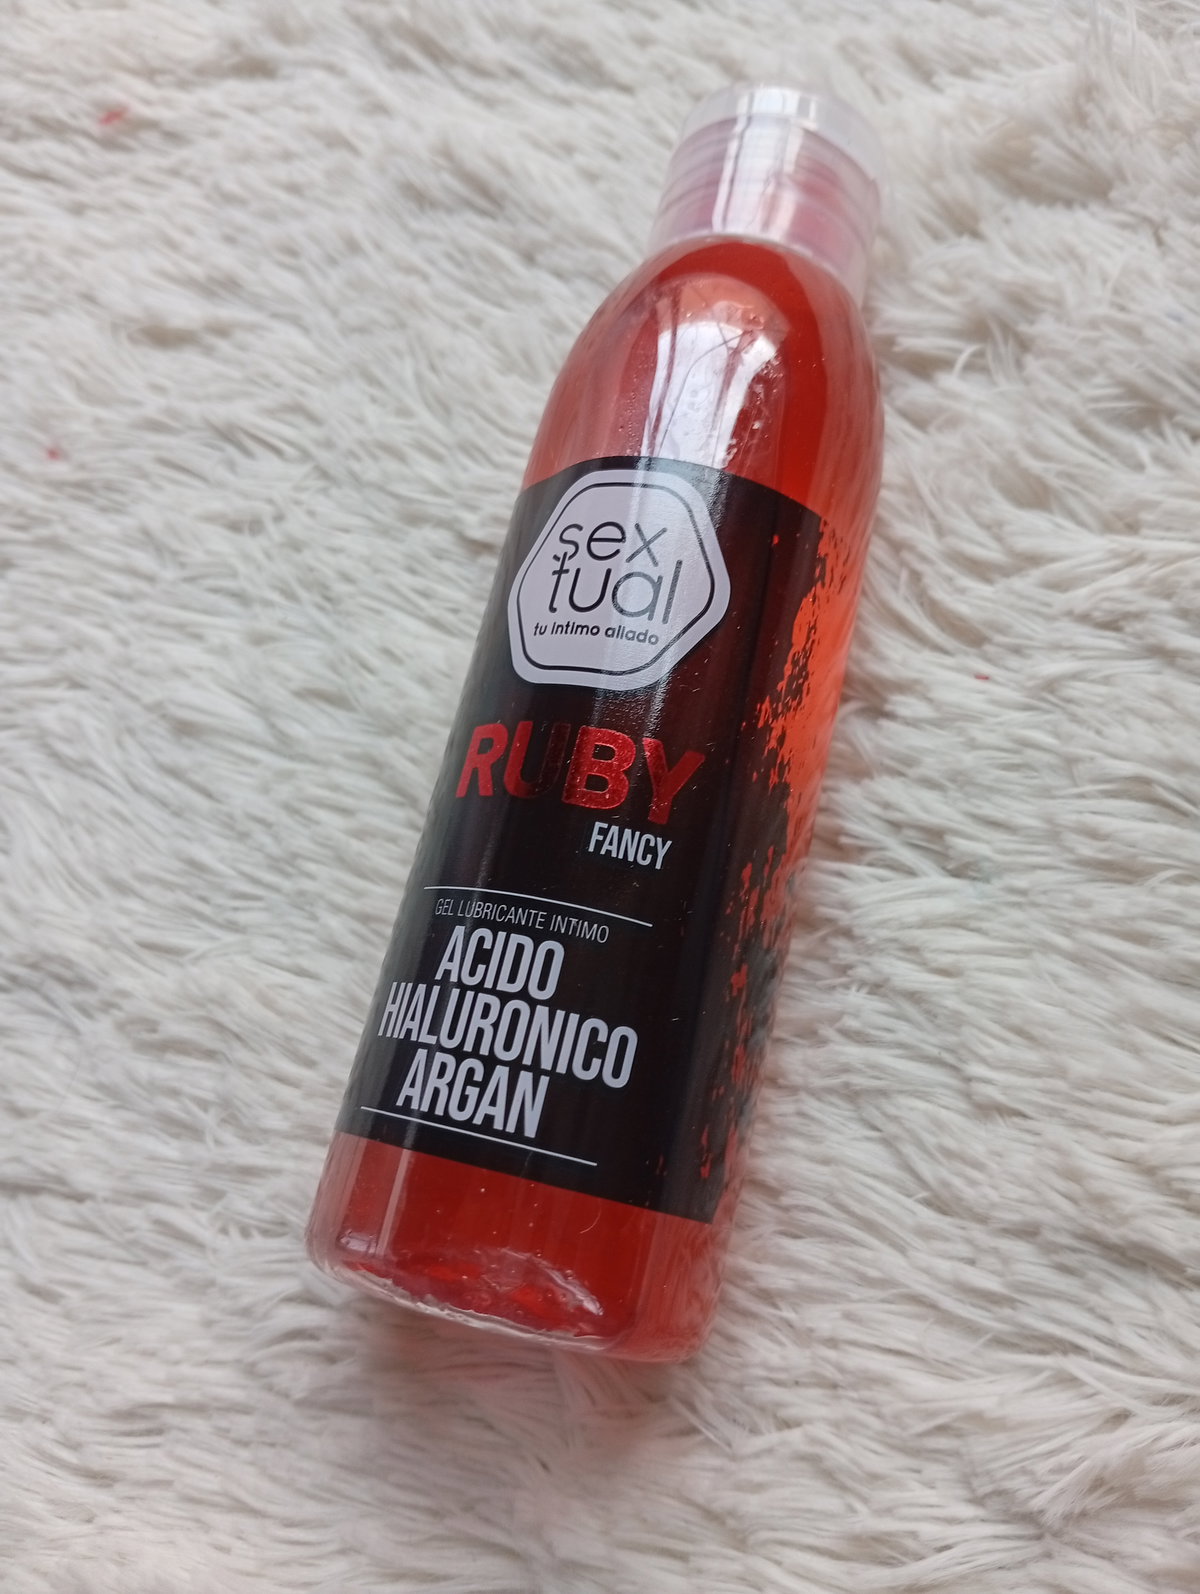 sex
tual
tu intimo aliado
RUBY
FANCY
GEL LUBRICANTE INTIMO
ACIDO
HIALURONICO
ARGAN